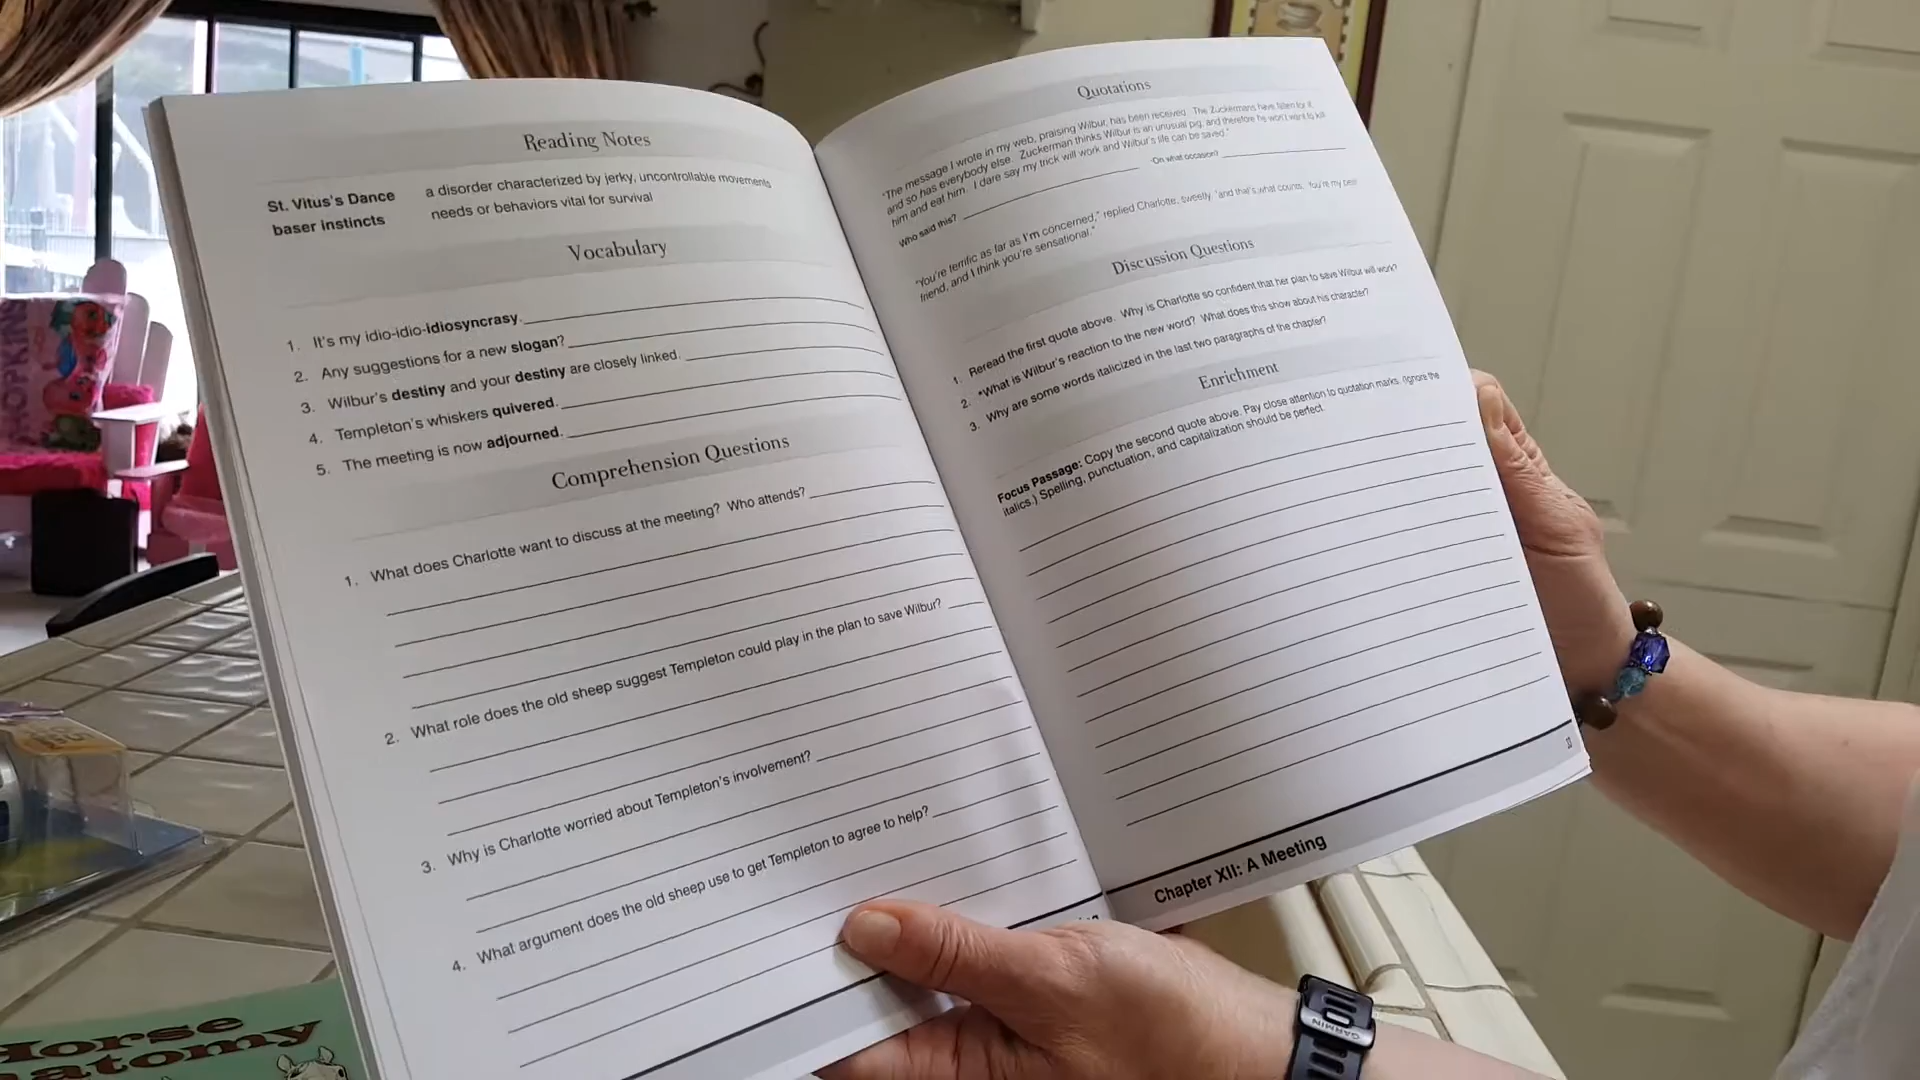 Reading Notes
St. Vitus's Dance a disorder characterized by jerky, uncontrollable movements
baser instincts needs or behaviors vital for survival
Vocabulary
1. It's my idio-idio-idiosyncrasy.
2. Any suggestions for a new slogan?
3. Wilbur's destiny and your destiny are closely linked.
4. Templeton's whiskers quivered.
5. The meeting is now adjourned.
Comprehension Questions
1. What does Charlotte want to discuss at the meeting? Who attends?
2. What role does the old sheep suggest Templeton could play in the plan to save Wilbur?
3. Why is Charlotte worried about Templeton's involvement?
4. What argument does the old sheep use to get Templeton to agree to help?
Quotations
"The message I wrote in my web, praising Wilbur, has been received. The Zuckermans have fallen for it,
and so has everybody else. Zuckerman thinks Wilbur is an unusual pig, and therefore he won't want to kill
him and eat him. I dare say my trick will work and Wilbur's life can be saved."
Who said this? On what occasion?
"You're terrific as far as I'm concerned," replied Charlotte, sweetly, "and that's what counts. You're my best
friend, and I think you're sensational."
Discussion Questions
1. Reread the first quote above. Why is Charlotte so confident that her plan to save Wilbur will work?
2. *What is Wilbur's reaction to the new word? What does this show about his character?
3. Why are some words italicized in the last two paragraphs of the chapter?
Enrichment
Focus Passage: Copy the second quote above. Pay close attention to quotation marks. (Ignore the
italics.) Spelling, punctuation, and capitalization should be perfect.
Chapter XII: A Meeting
Horse
GARMIN